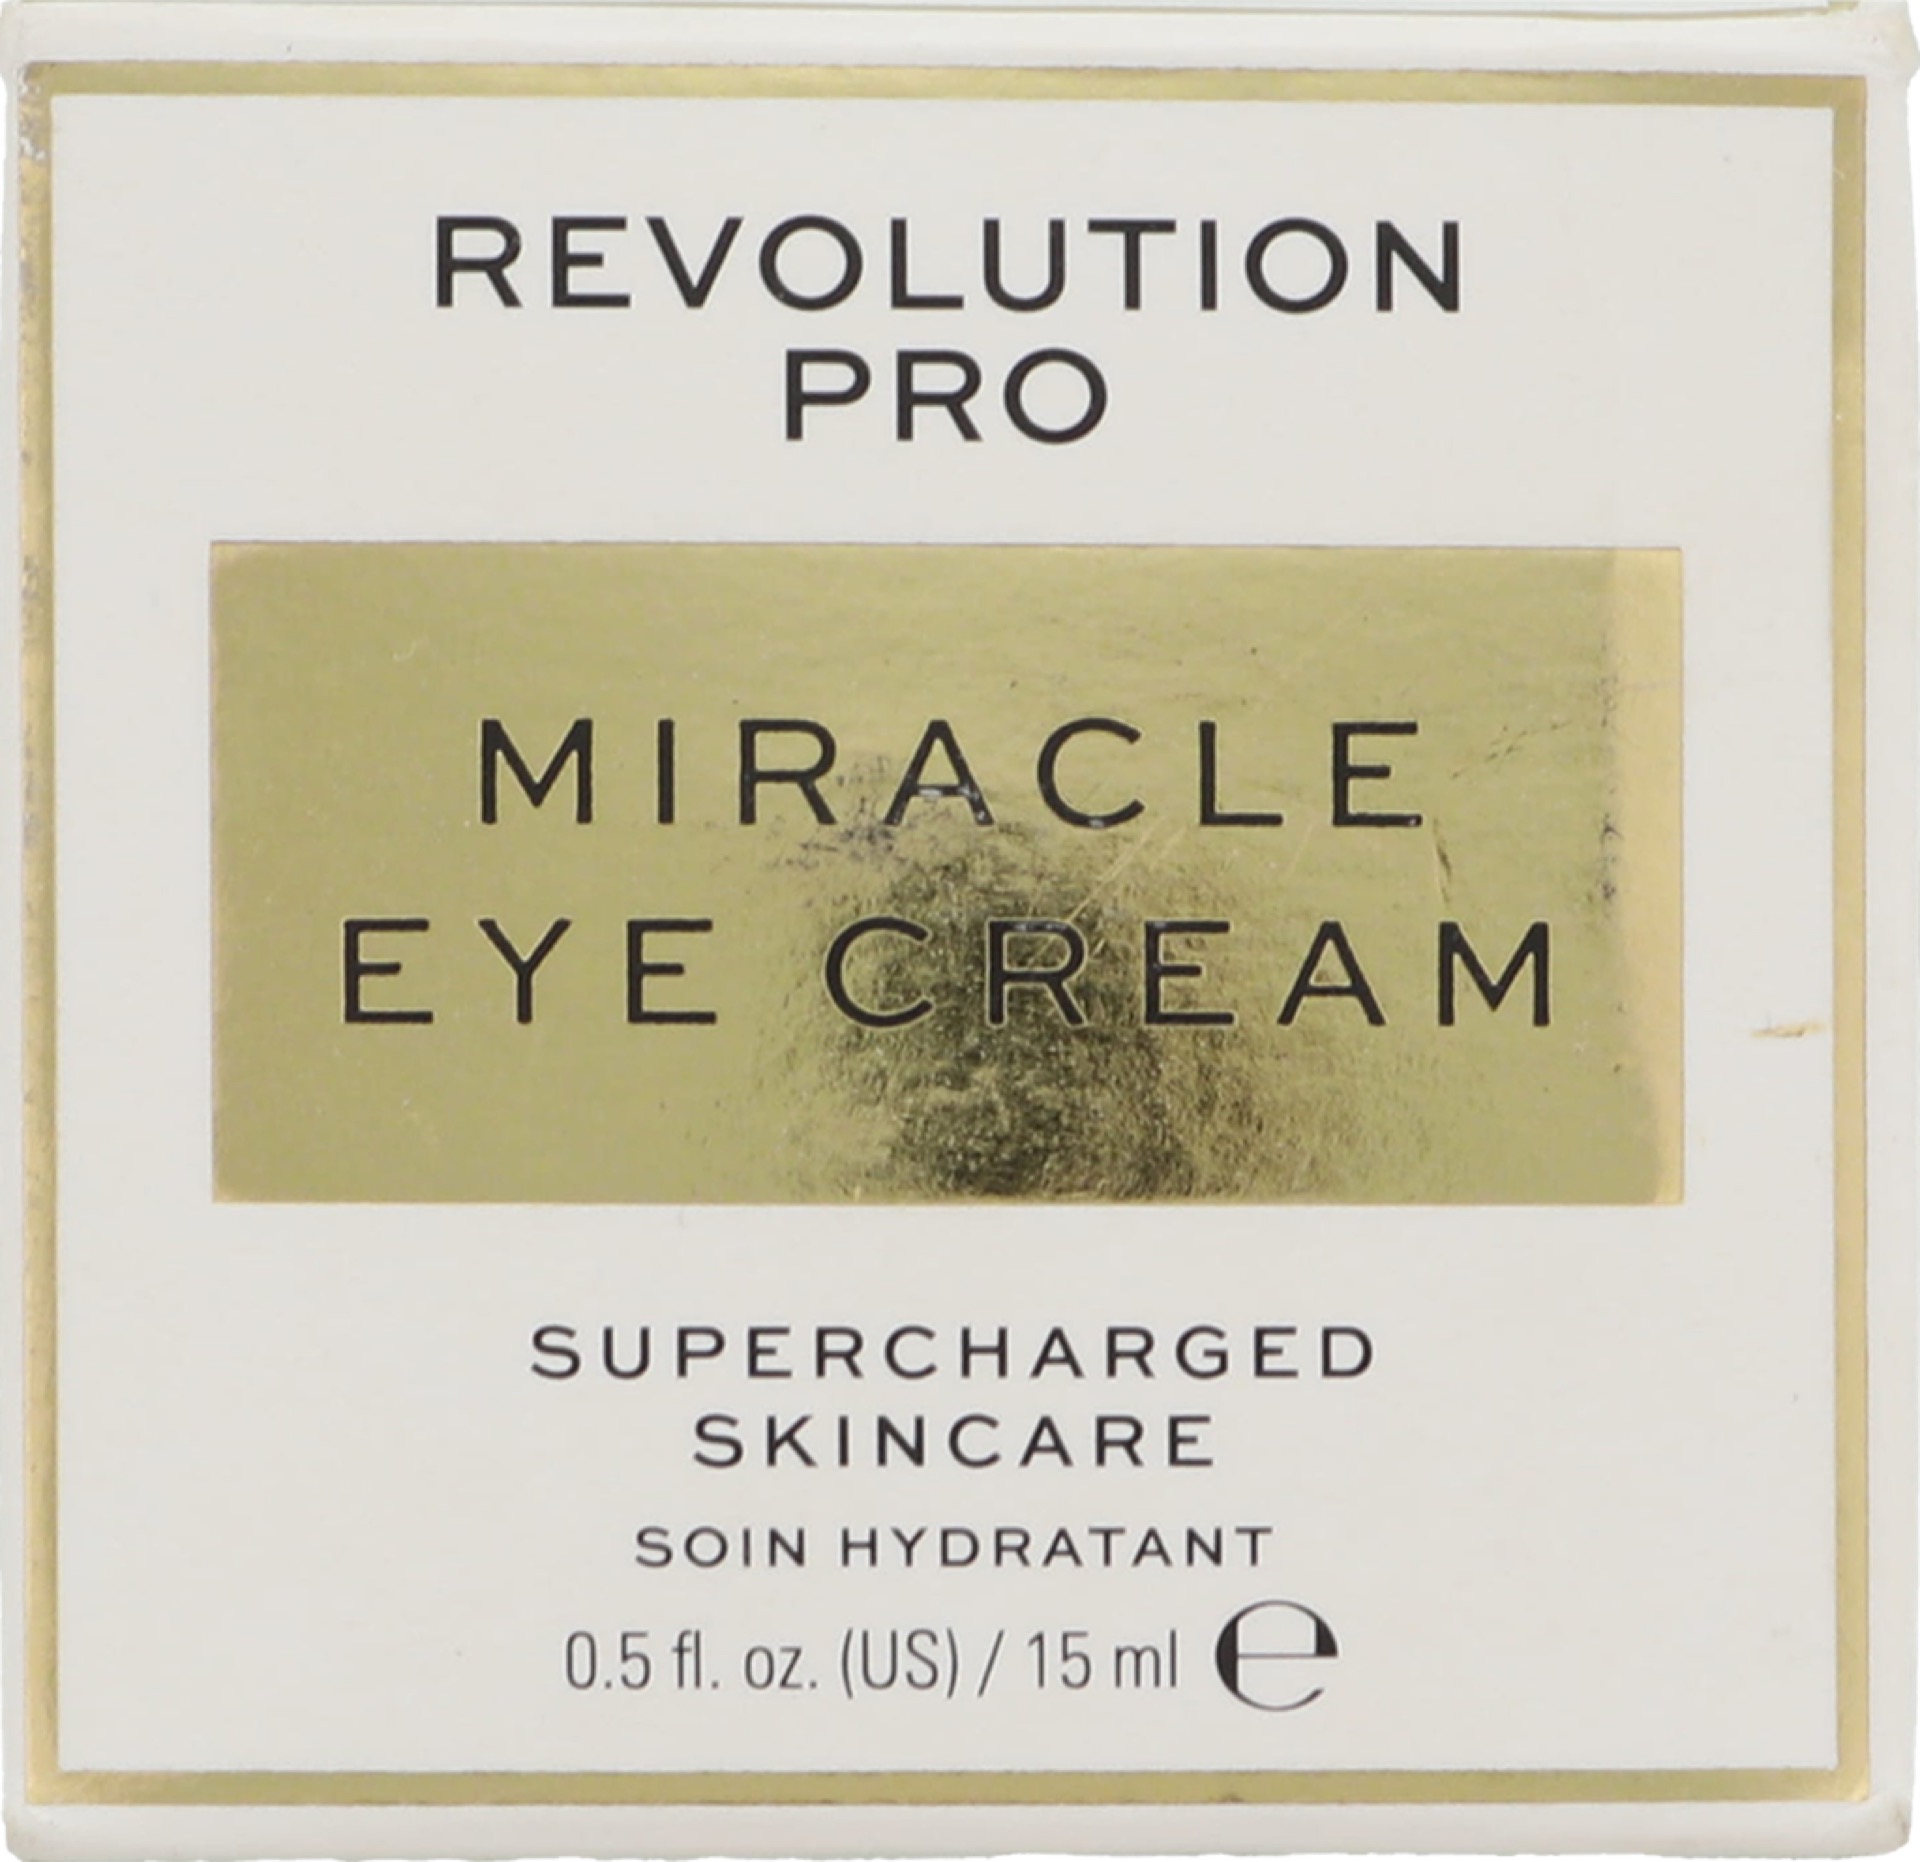 REVOLUTION
PRO
MIRACLE
EYE CREAM
SUPERCHARGED
SKINCARE
SOIN HYDRATANT
0.5 fl. oz. (US) / 15 ml ℮